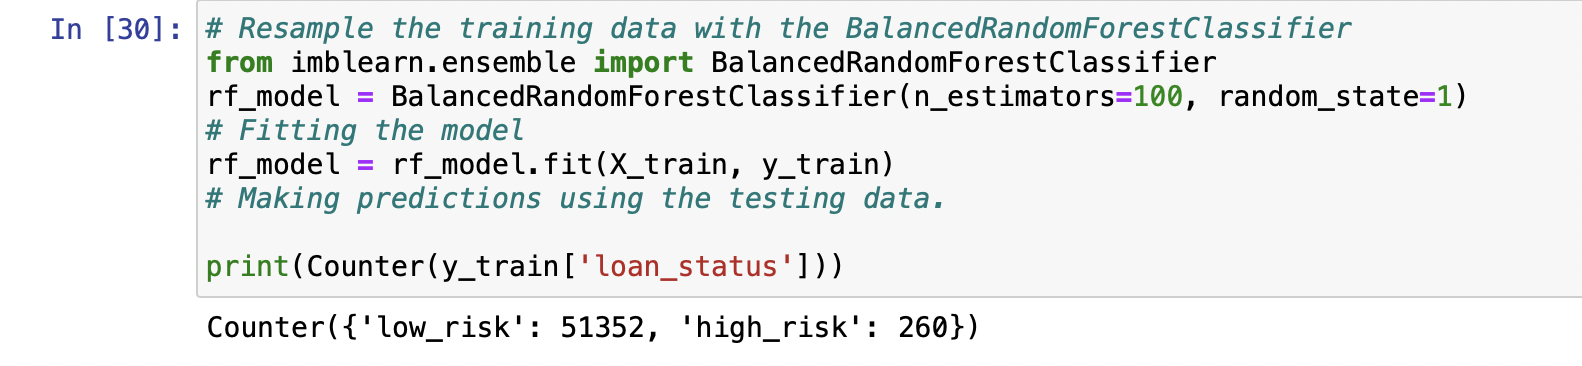 In [30]: # Resample the training data with the BalancedRandomForestClassifier
from imblearn.ensemble import BalancedRandomForestClassifier
rf_model = BalancedRandomForestClassifier(n_estimators=100, random_state=1)
# Fitting the model
rf_model = rf_model.fit(X_train, y_train)
# Making predictions using the testing data.
print(Counter(y_train['loan_status']))
Counter({'low_risk': 51352, 'high_risk': 260})